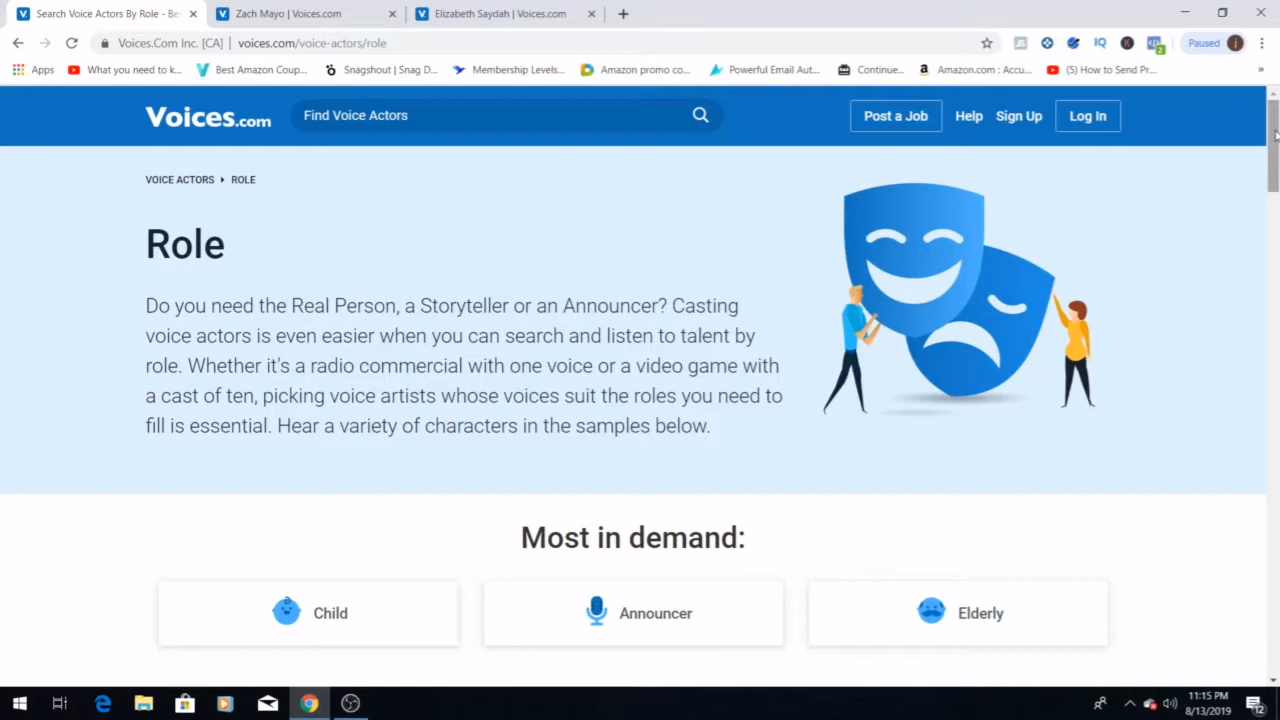 Search Voice Actors By Role - Be
Zach Mayo | Voices.com
Elizabeth Saydah | Voices.com
Voices.Com Inc. [CA] | voices.com/voice-actors/role
IQ
2
Paused
Apps
What you need to k...
Best Amazon Coup...
Snagshout | Snag D...
Membership Levels...
Amazon promo co...
Powerful Email Aut...
Continue...
Amazon.com : Accu...
(5) How to Send Pr...
»
Voices.com
Find Voice Actors
Post a Job
Help
Sign Up
Log In
VOICE ACTORS ▸ ROLE
Role
Do you need the Real Person, a Storyteller or an Announcer? Casting
voice actors is even easier when you can search and listen to talent by
role. Whether it's a radio commercial with one voice or a video game with
a cast of ten, picking voice artists whose voices suit the roles you need to
fill is essential. Hear a variety of characters in the samples below.
Most in demand:
Child
Announcer
Elderly
11:15 PM
8/13/2019
12